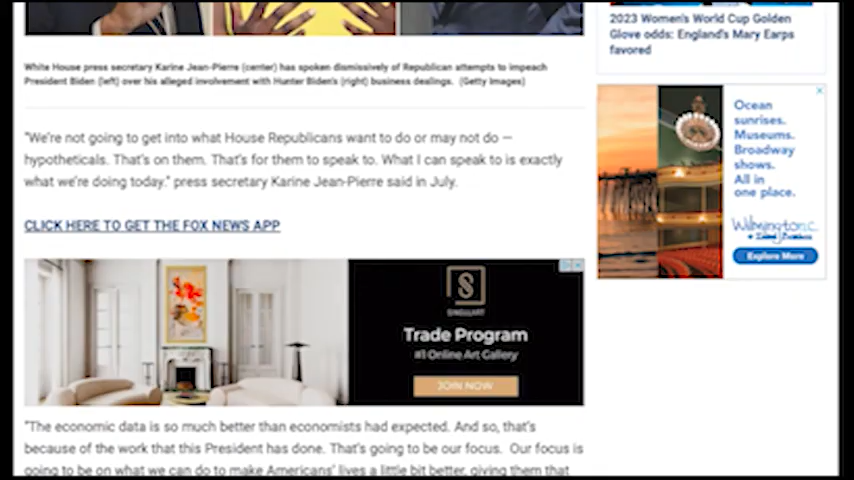 2023 Women's World Cup Golden
Glove odds: England's Mary Earps
favored
White House press secretary Karine Jean-Pierre (center) has spoken dismissively of Republican attempts to impeach
President Biden (left) over his alleged involvement with Hunter Biden's (right) business dealings. (Getty Images)
"We're not going to get into what House Republicans want to do or may not do —
hypotheticals. That's on them. That's for them to speak to. What I can speak to is exactly
what we're doing today." press secretary Karine Jean-Pierre said in July.
CLICK HERE TO GET THE FOX NEWS APP
Ocean
sunrises.
Museums.
Broadway
shows.
All in
one place.
Explore More
S
SINGULART
Trade Program
#1 Online Art Gallery
JOIN NOW
"The economic data is so much better than economists had expected. And so, that's
because of the work that this President has done. That's going to be our focus. Our focus is
going to be on what we can do to make Americans' lives a little bit better, giving them that